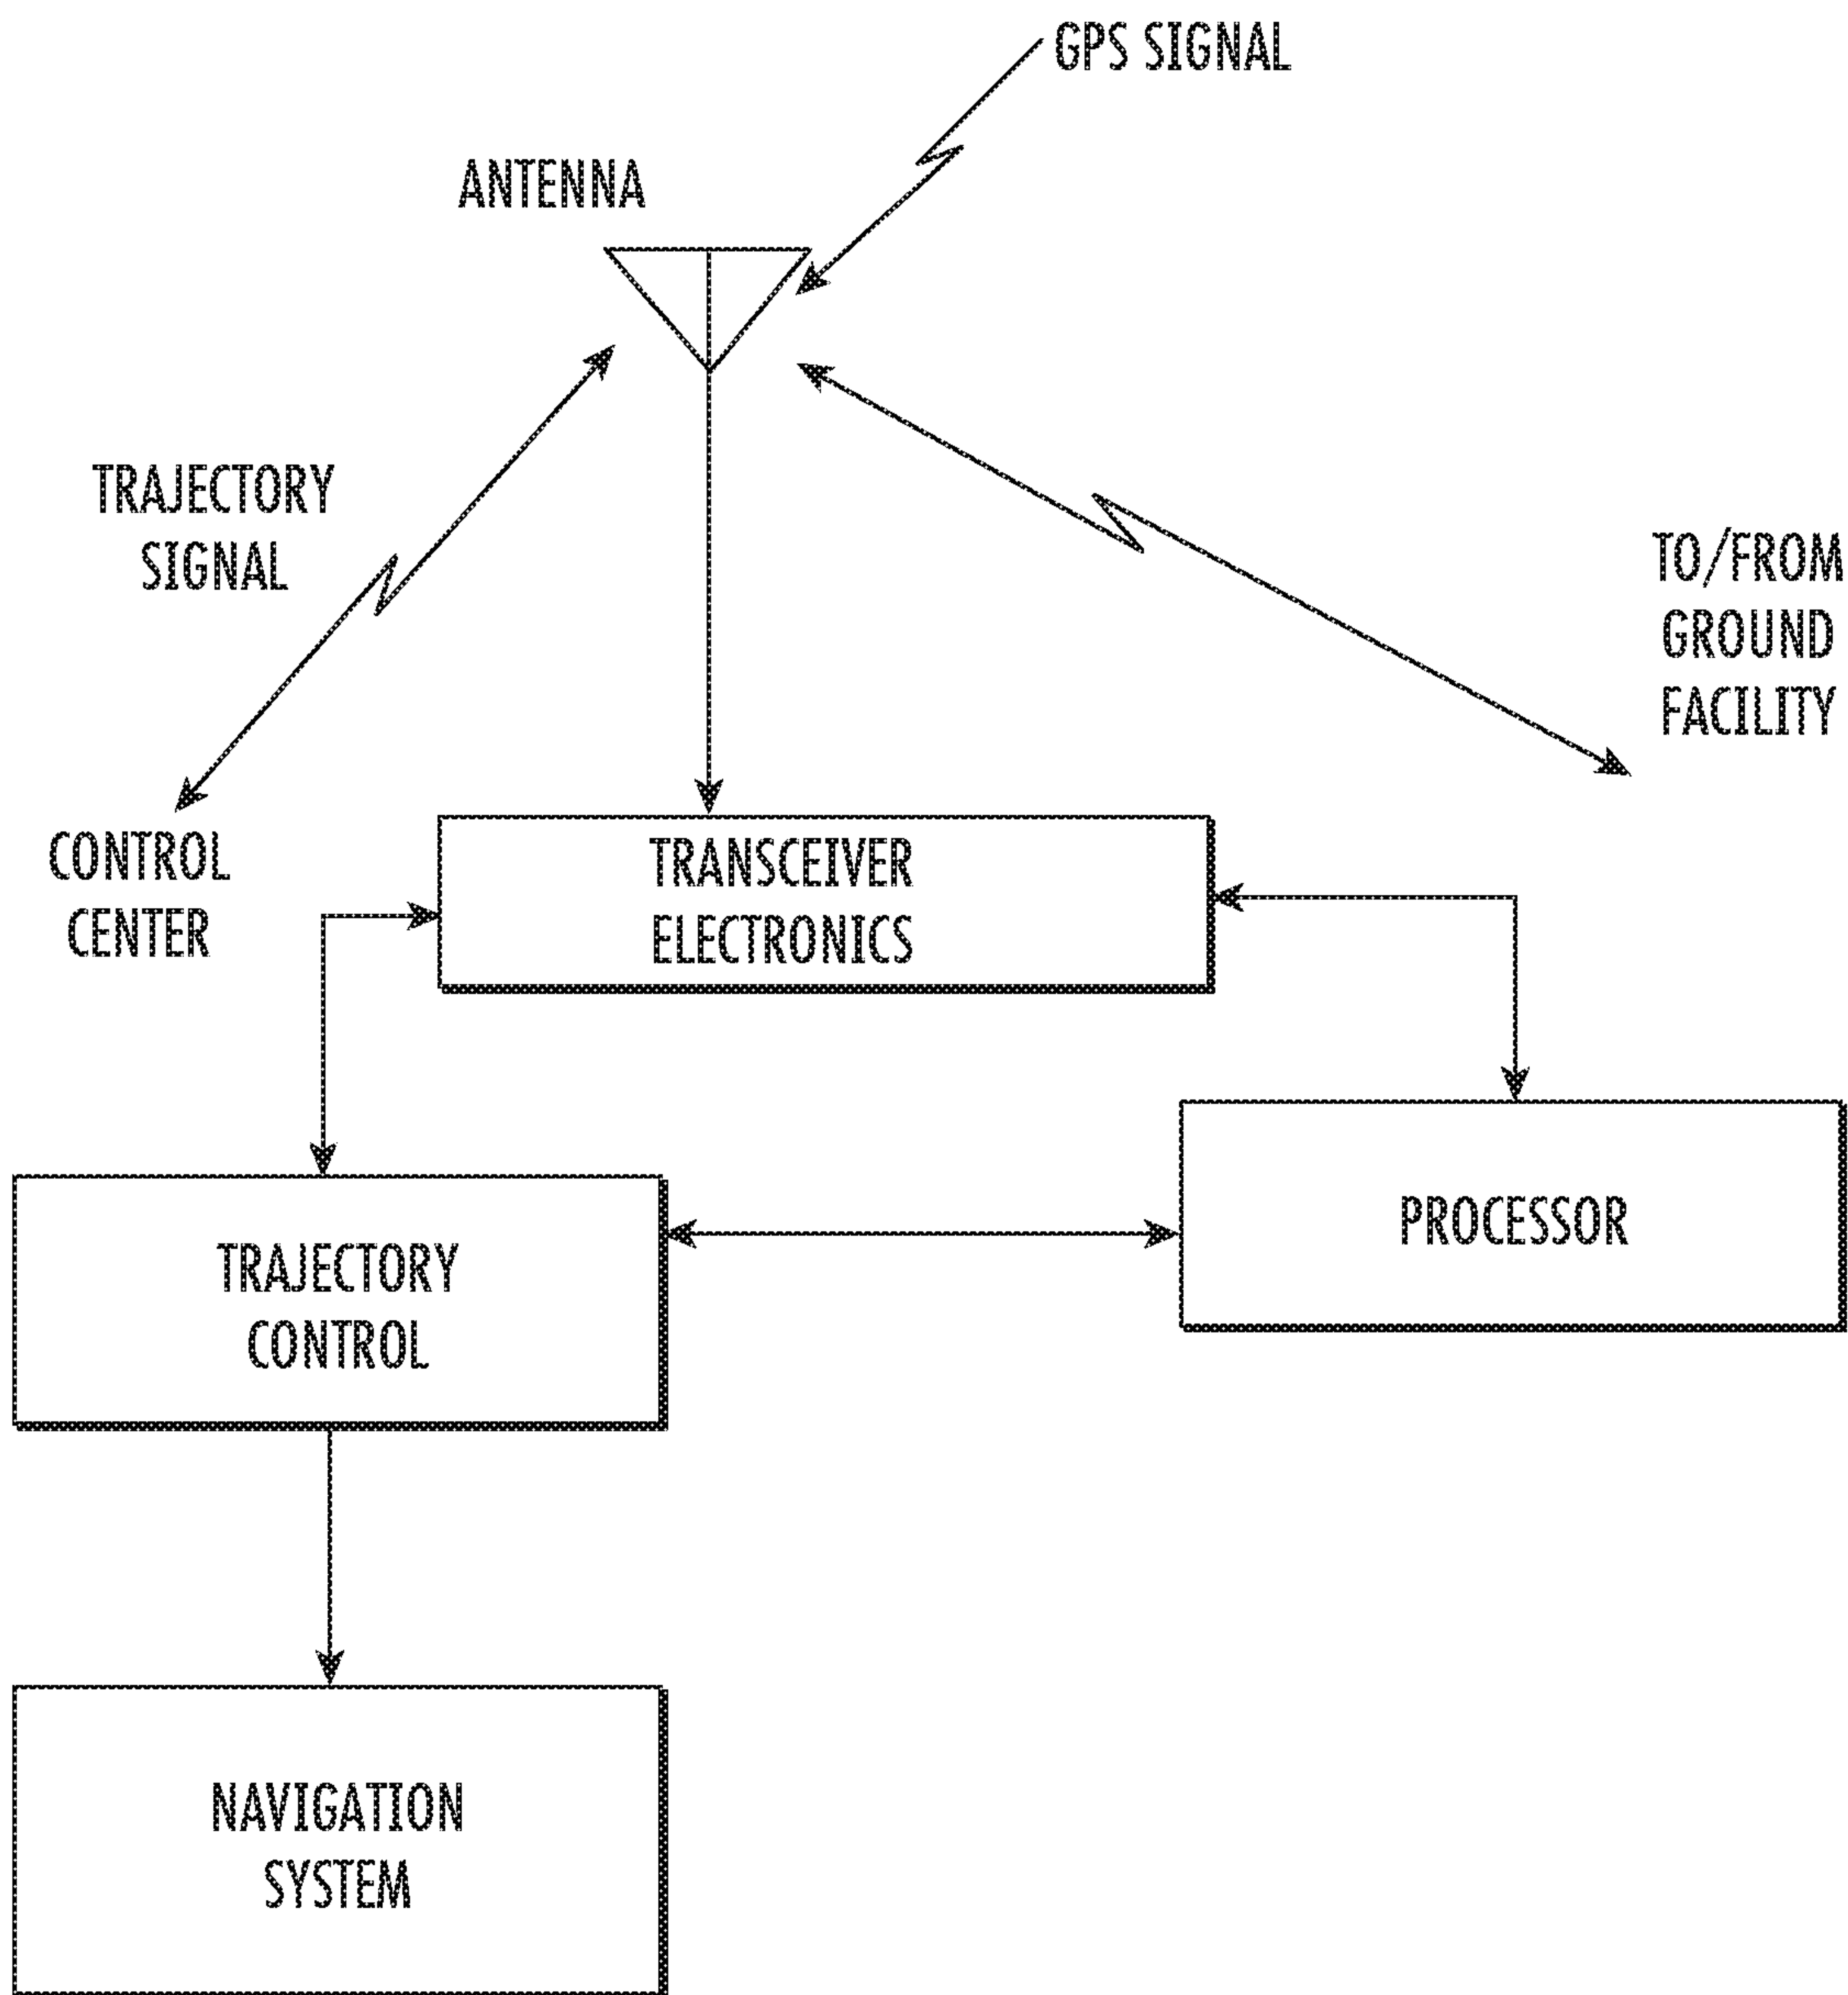 GPS SIGNAL
ANTENNA
TRAJECTORY
SIGNAL
TO/FROM
GROUND
FACILITY
CONTROL
CENTER
TRANSCEIVER
ELECTRONICS
PROCESSOR
TRAJECTORY
CONTROL
NAVIGATION
SYSTEM